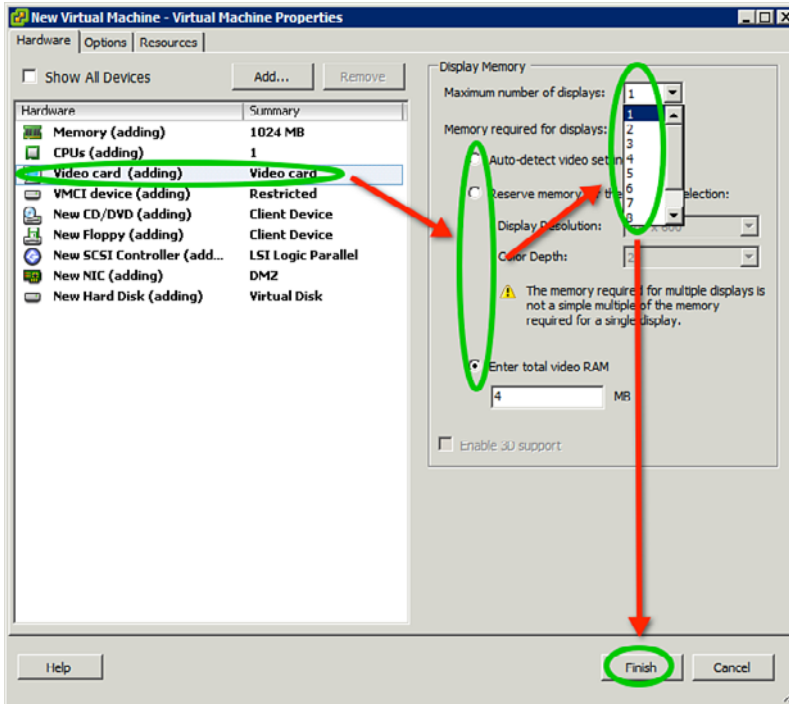 New Virtual Machine - Virtual Machine Properties
Hardware Options Resources
Show All Devices Add... Remove
Hardware Summary
Memory (adding) 1024 MB
CPUs (adding) 1
Video card (adding) Video card
VMCI device (adding) Restricted
New CD/DVD (adding) Client Device
New Floppy (adding) Client Device
New SCSI Controller (add... LSI Logic Parallel
New NIC (adding) DMZ
New Hard Disk (adding) Virtual Disk
Display Memory
Maximum number of displays: 1
1
2
3
4
5
6
7
8
Memory required for displays:
Auto-detect video
Reserve memory
Display Resolution: x 600
Color Depth:
The memory required for multiple displays is
not a simple multiple of the memory
required for a single display.
Enter total video RAM
4 MB
Enable 3D support
Help Finish Cancel